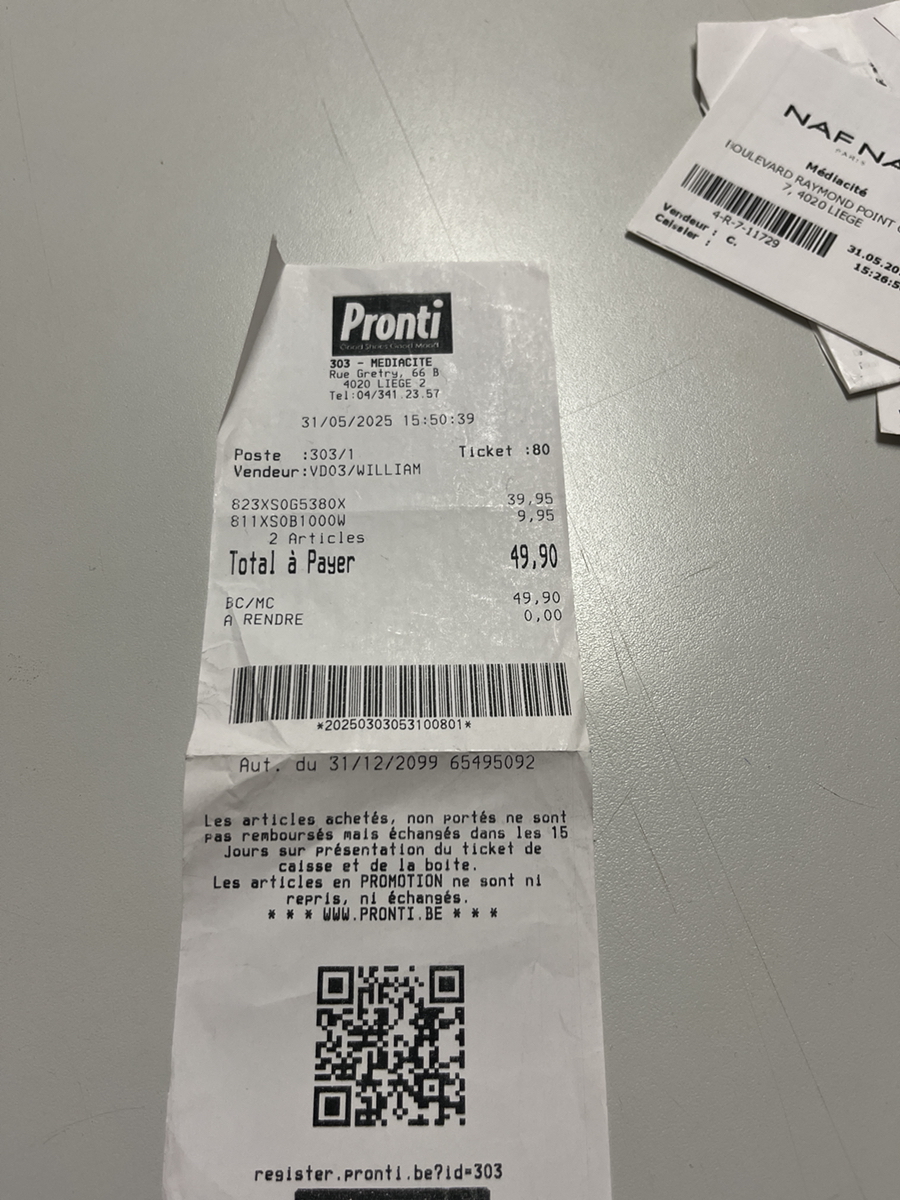 Pronti
Good Shoes Good Mood
303 - MEDIACITE
Rue Gretry, 66 B
4020 LIEGE 2
Tel:04/341.23.57
31/05/2025 15:50:39
Poste :303/1 Ticket :80
Vendeur:VD03/WILLIAM
823XSOG5380X 39,95
811XSOB1000W 9,95
2 Articles
Total à Payer 49,90
BC/MC 49,90
A RENDRE 0,00
*20250303053100801*
Aut. du 31/12/2099 65495092
Les articles achetés, non portés ne sont
pas remboursés mais échangés dans les 15
Jours sur présentation du ticket de
caisse et de la boite.
Les articles en PROMOTION ne sont ni
repris, ni échangés.
* * * WWW.PRONTI.BE * * *
register.pronti.be?id=303
NAF NA
PARIS
Médiacité
BOULEVARD RAYMOND POINT
7, 4020 LIEGE
4-R-7-11729
Vendeur : C.
Caissier :
31.05.20
15:26:5